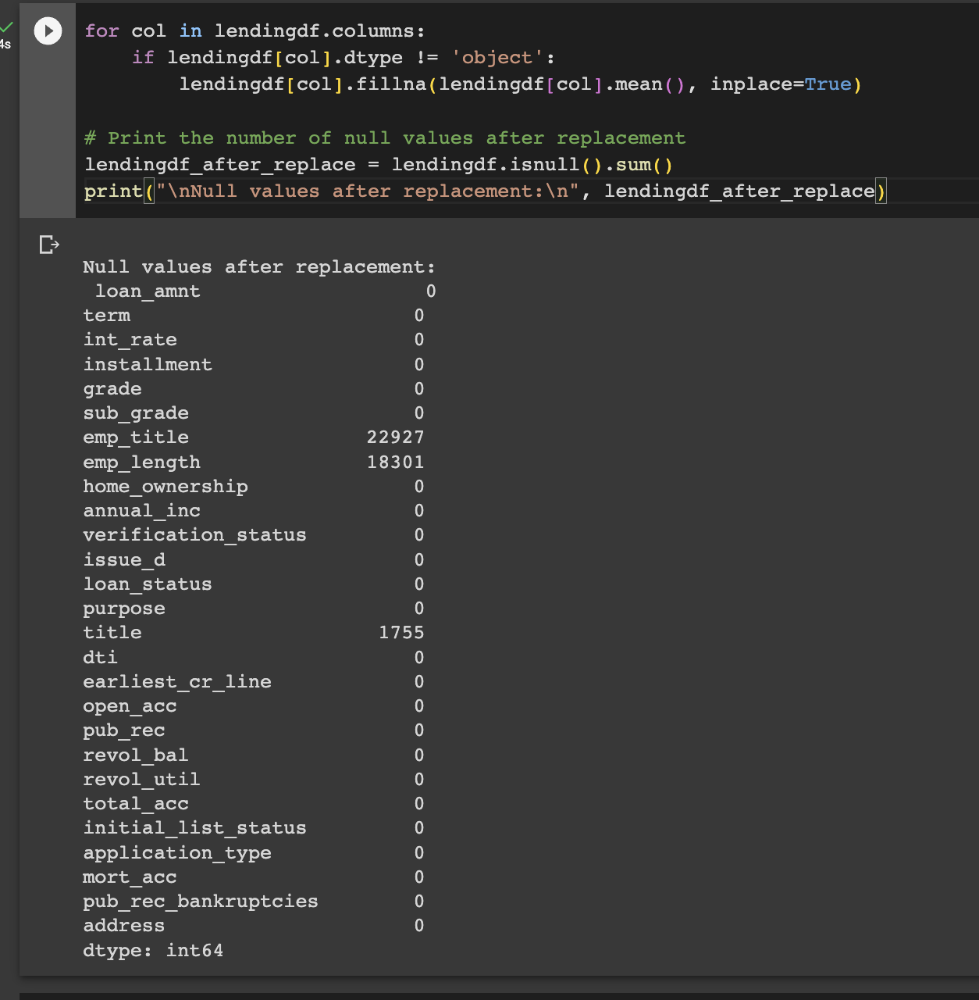 4s
for col in lendingdf.columns:
    if lendingdf[col].dtype != 'object':
        lendingdf[col].fillna(lendingdf[col].mean(), inplace=True)
# Print the number of null values after replacement
lendingdf_after_replace = lendingdf.isnull().sum()
print("\nNull values after replacement:\n", lendingdf_after_replace)
Null values after replacement:
 loan_amnt                   0
term                        0
int_rate                    0
installment                 0
grade                       0
sub_grade                   0
emp_title               22927
emp_length              18301
home_ownership              0
annual_inc                  0
verification_status         0
issue_d                     0
loan_status                 0
purpose                     0
title                    1755
dti                         0
earliest_cr_line            0
open_acc                    0
pub_rec                     0
revol_bal                   0
revol_util                  0
total_acc                   0
initial_list_status         0
application_type            0
mort_acc                    0
pub_rec_bankruptcies        0
address                     0
dtype: int64